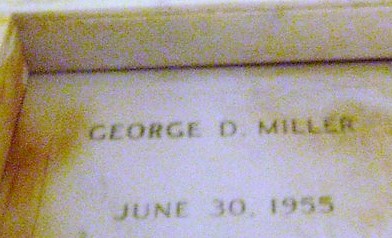 GEORGE D. MILLER
JUNE 30, 1955